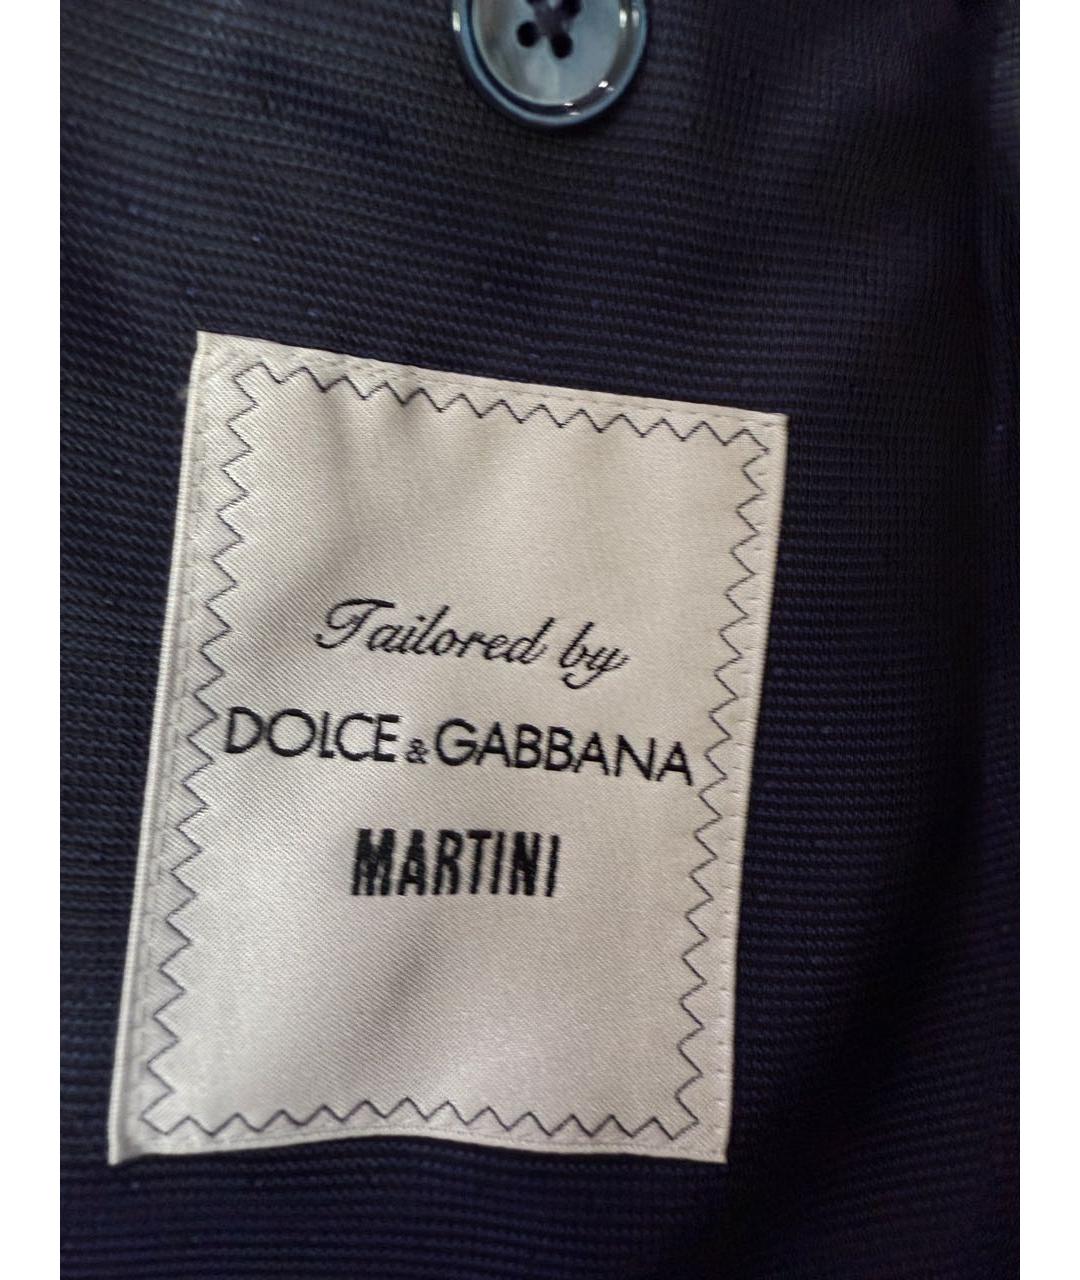 Tailored by
DOLCE & GABBANA
MARTINI